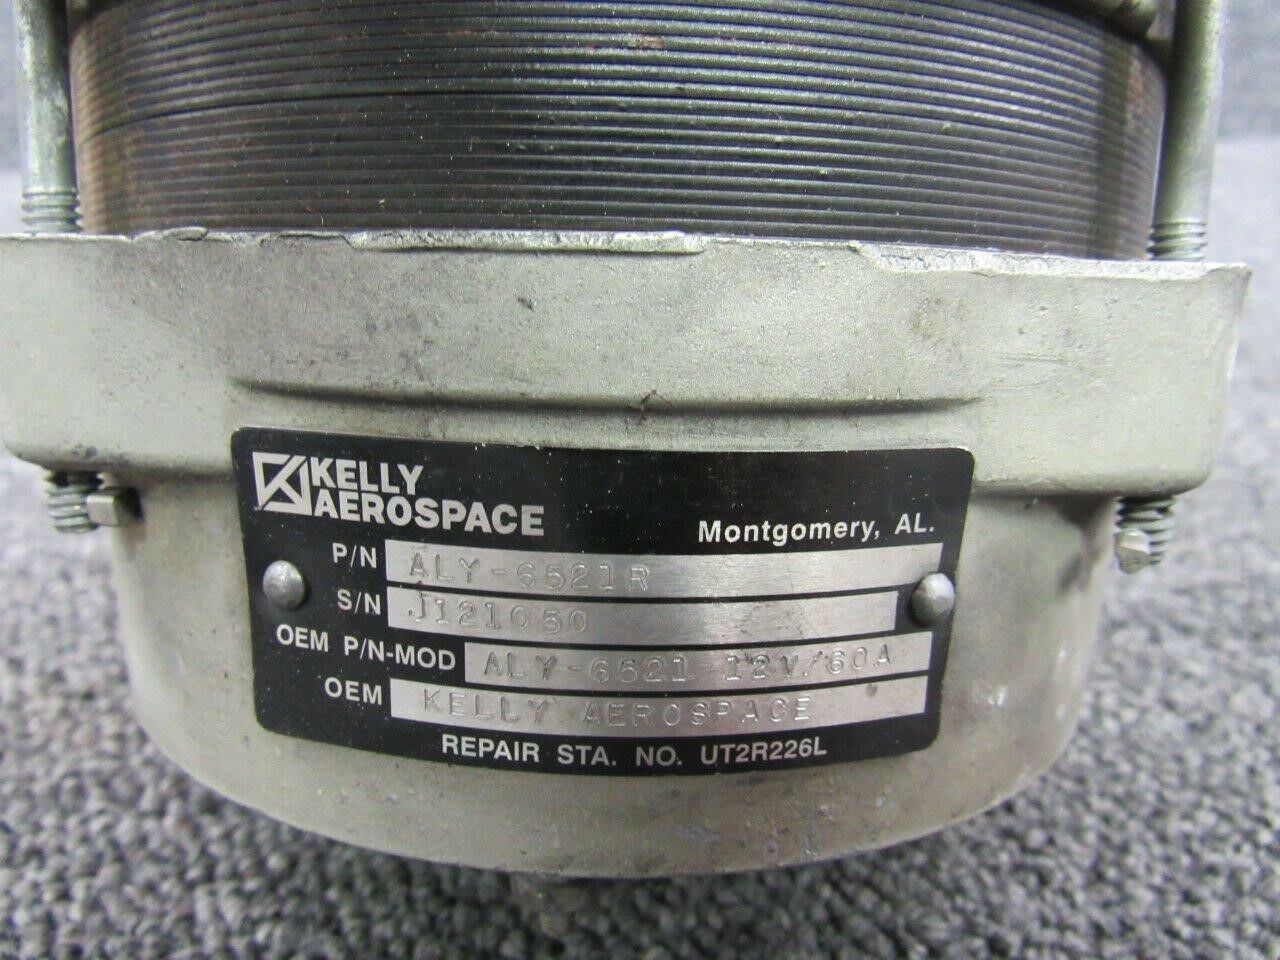 KELLY
AEROSPACE
Montgomery, AL.
P/N ALY-6521R
S/N J121050
OEM P/N-MOD ALY-6521 12V/60A
OEM KELLY AEROSPACE
REPAIR STA. NO. UT2R226L